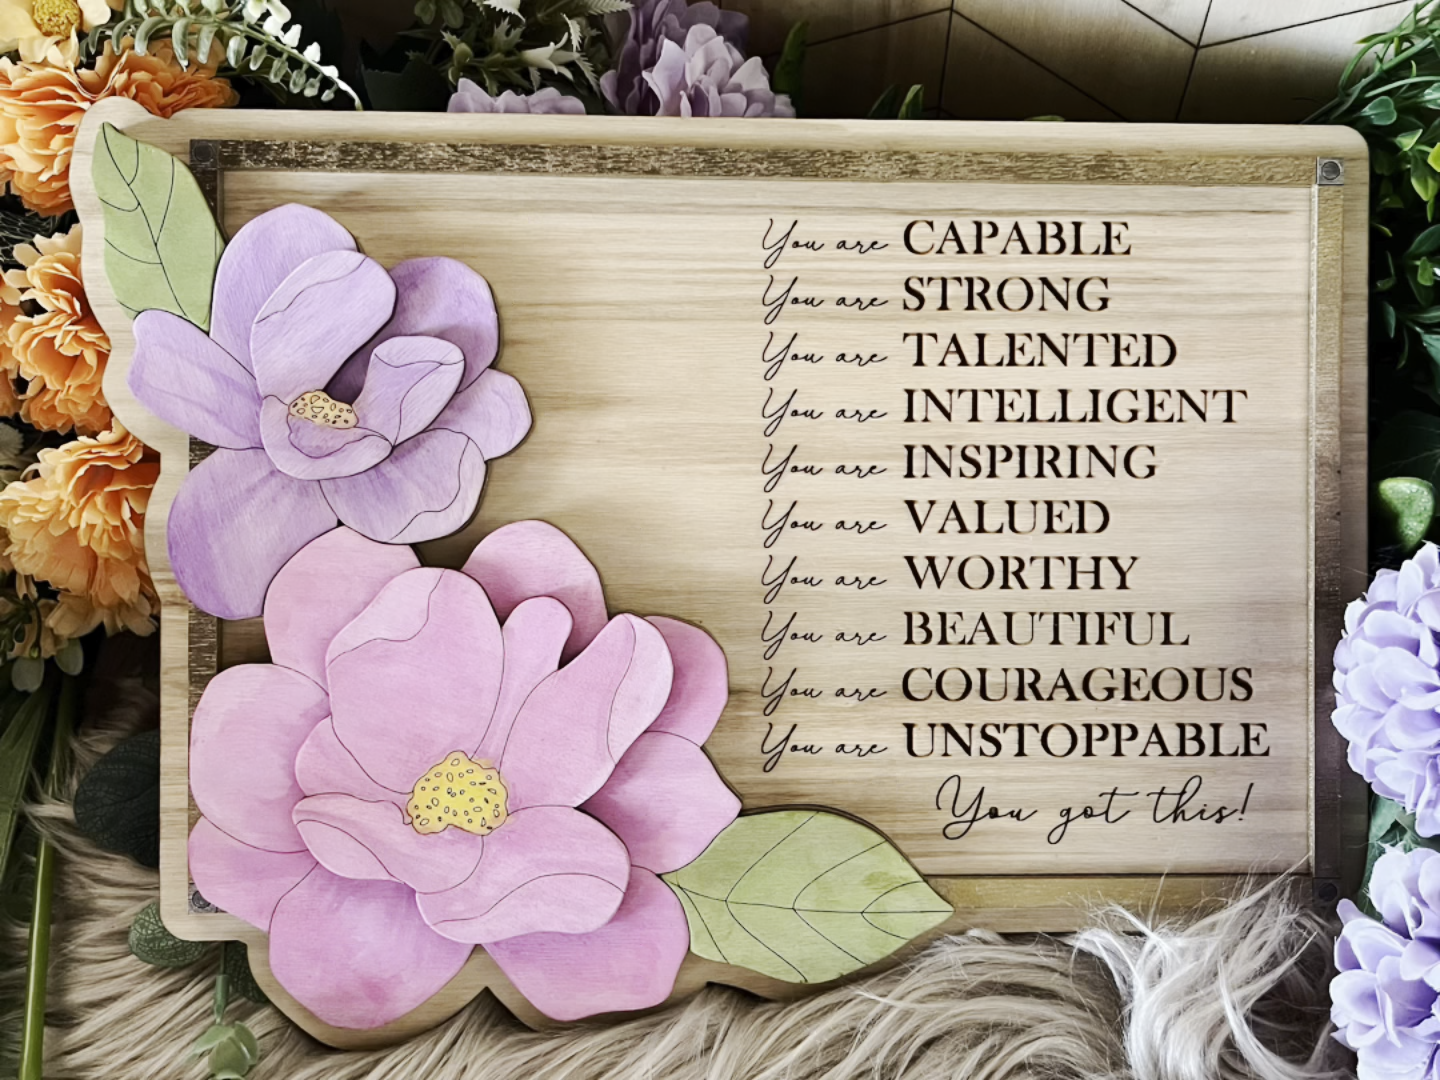 You are CAPABLE
You are STRONG
You are TALENTED
You are INTELLIGENT
You are INSPIRING
You are VALUED
You are WORTHY
You are BEAUTIFUL
You are COURAGEOUS
You are UNSTOPPABLE
You got this!